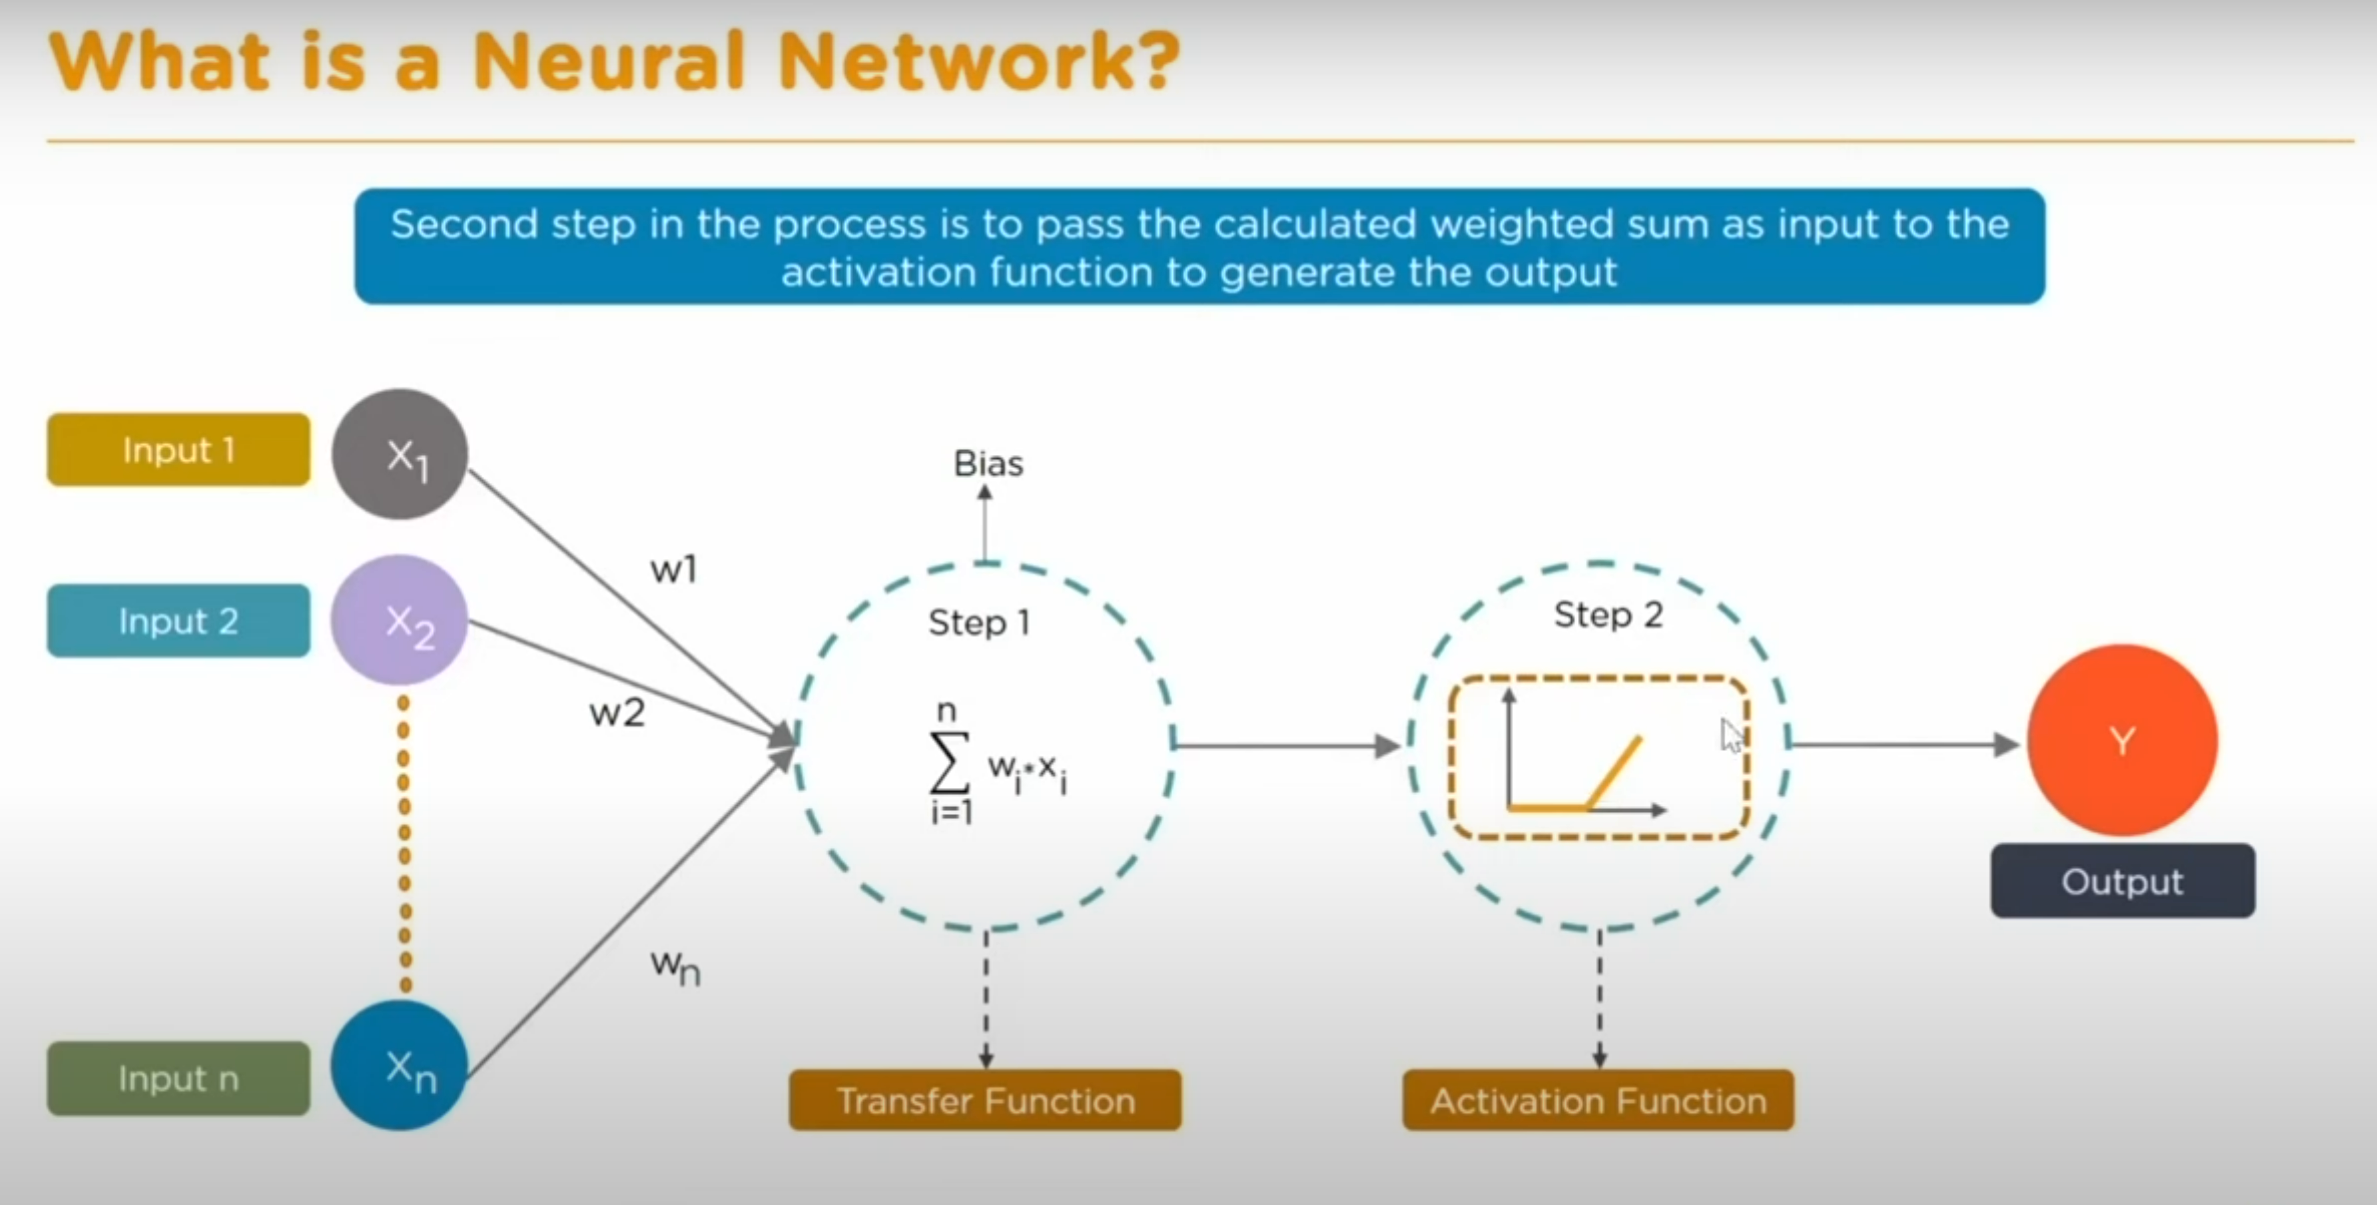 What is a Neural Network?
Second step in the process is to pass the calculated weighted sum as input to the
activation function to generate the output
Input 1
X1
Input 2
X2
Input n
Xn
w1
w2
wn
Bias
Step 1
n
∑ wi*xi
i=1
Transfer Function
Step 2
Activation Function
Y
Output